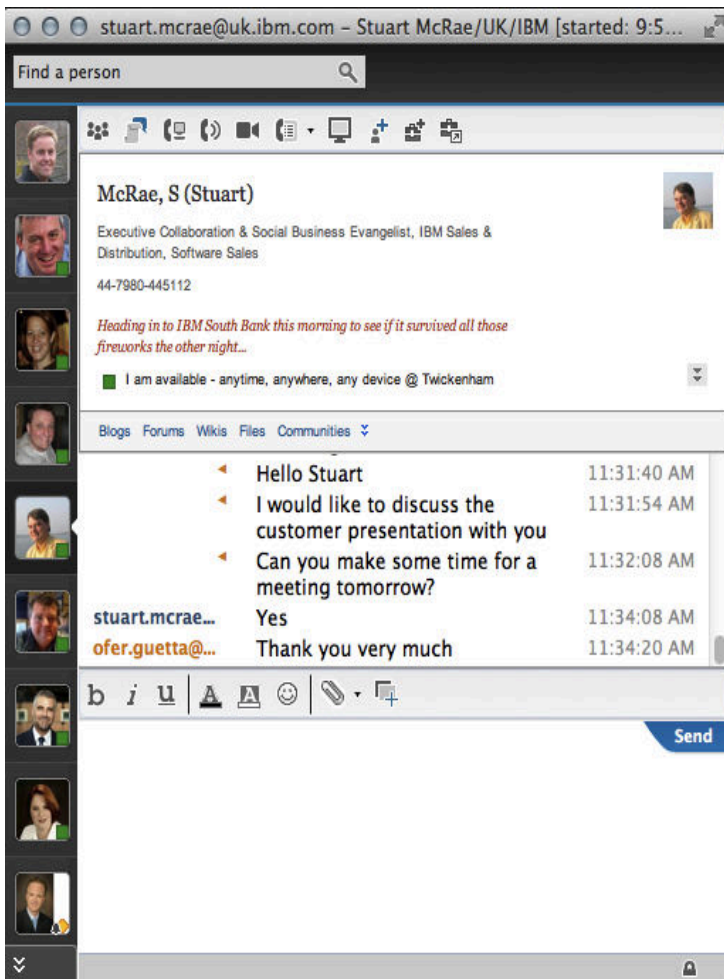 stuart.mcrae@uk.ibm.com – Stuart McRae/UK/IBM [started: 9:5...
Find a person
McRae, S (Stuart)
Executive Collaboration & Social Business Evangelist, IBM Sales &
Distribution, Software Sales
44-7980-445112
Heading in to IBM South Bank this morning to see if it survived all those
fireworks the other night...
I am available - anytime, anywhere, any device @ Twickenham
Blogs Forums Wikis Files Communities
Hello Stuart 11:31:40 AM
I would like to discuss the 11:31:54 AM
customer presentation with you
Can you make some time for a 11:32:08 AM
meeting tomorrow?
stuart.mcrae... Yes 11:34:08 AM
ofer.guetta@... Thank you very much 11:34:20 AM
b i u A A
Send